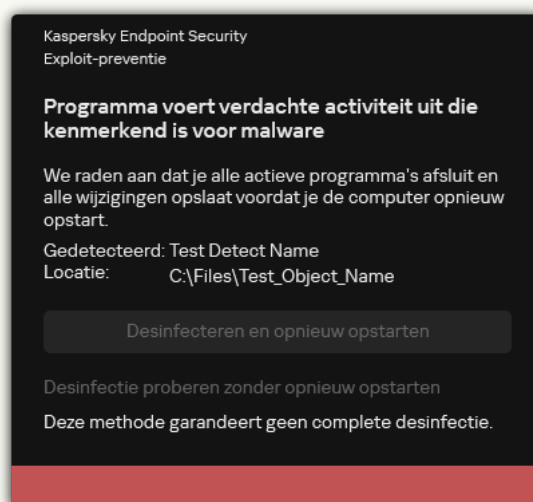 Kaspersky Endpoint Security
Exploit-preventie
Programma voert verdachte activiteit uit die
kenmerkend is voor malware
We raden aan dat je alle actieve programma's afsluit en
alle wijzigingen opslaat voordat je de computer opnieuw
opstart.
Gedetecteerd: Test Detect Name
Locatie: C:\Files\Test_Object_Name
Desinfecteren en opnieuw opstarten
Desinfectie proberen zonder opnieuw opstarten
Deze methode garandeert geen complete desinfectie.